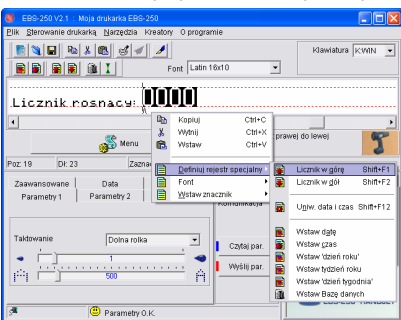 EBS-250 V2.1 : Moja drukarka EBS-250
Plik Sterowanie drukarką Narzędzia Kreatory O programie
Klawiatura K:WIN
Font Latin 16x10
Licznik rosnący: 0000
Kopiuj Ctrl+C
Wytnij Ctrl+X
Wstaw Ctrl+V
Menu
prawej do lewej
Poz: 19 Dł: 23 Zaznac
Definiuj rejestr specjalny
Font
Wstaw znacznik
Licznik w górę Shift+F1
Licznik w dół Shift+F2
Uniw. data i czas Shift+F12
Wstaw datę
Wstaw czas
Wstaw 'dzień roku'
Wstaw tydzień roku
Wstaw 'dzień tygodnia'
Wstaw Bazę danych
Zaawansowane Data
Parametry 1 Parametry 2
Komunikacja
Taktowanie Dolna rolka
1
500
Czytaj par.
Wyślij par.
Parametry O.K.